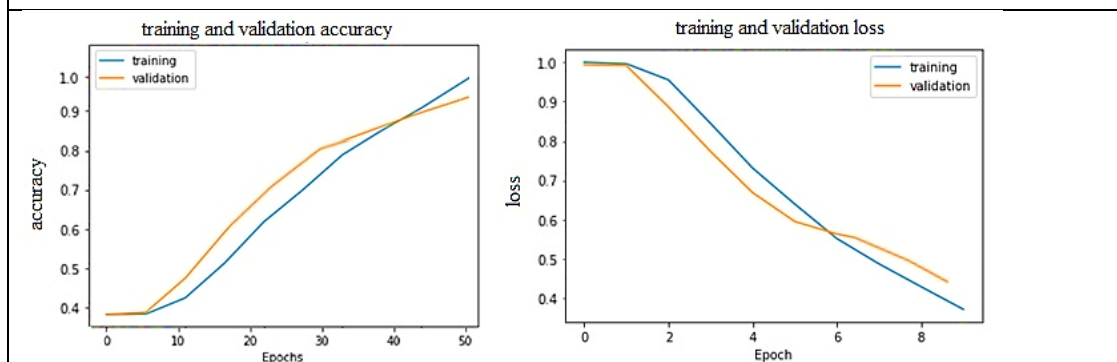 training and validation accuracy
training
validation
1.0
0.9
0.8
0.7
0.6
0.5
0.4
accuracy
0 10 20 30 40 50
Epochs
training and validation loss
training
validation
1.0
0.9
0.8
0.7
0.6
0.5
0.4
loss
0 2 4 6 8
Epoch